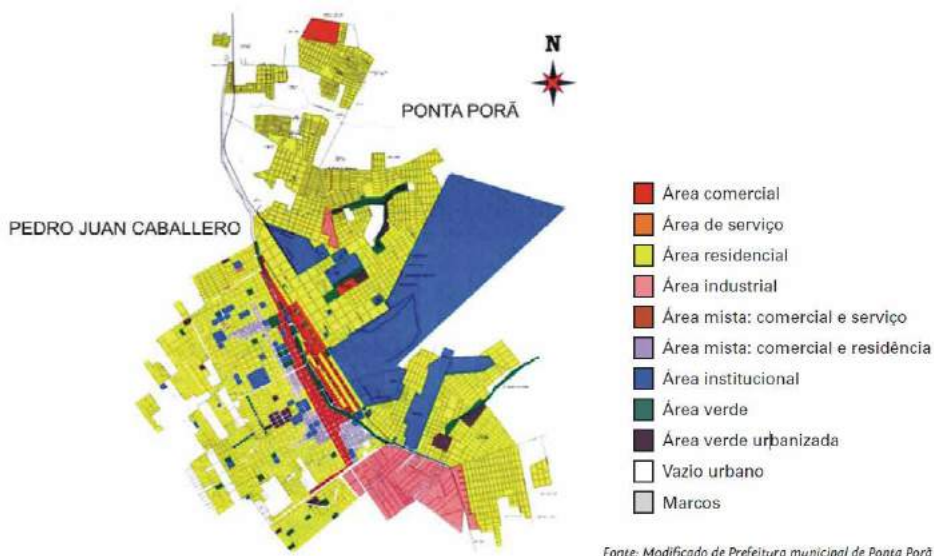 N
PONTA PORÃ
PEDRO JUAN CABALLERO
Área comercial
Área de serviço
Área residencial
Área industrial
Área mista: comercial e serviço
Área mista: comercial e residência
Área institucional
Área verde
Área verde urbanizada
Vazio urbano
Marcos
Fonte: Modificado de Prefeitura municipal de Ponta Porã